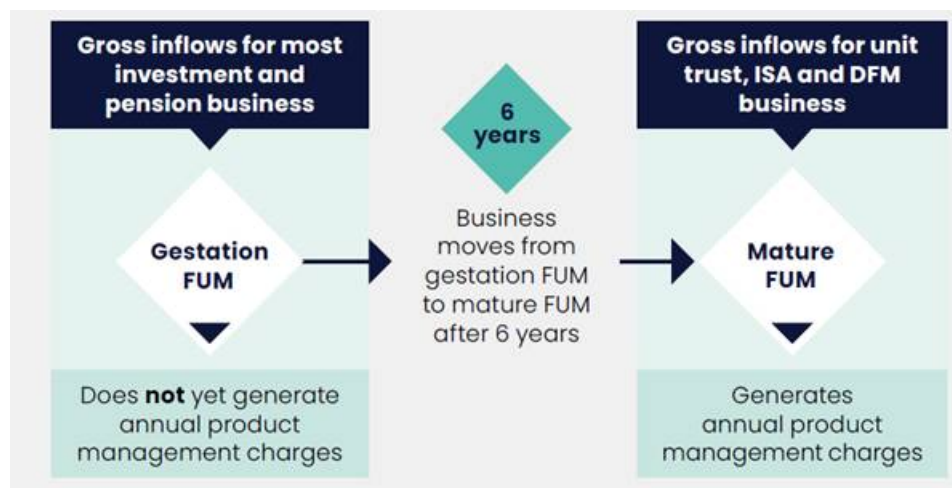 Gross inflows for most
investment and
pension business
Gestation
FUM
Does not yet generate
annual product
management charges
6
years
Business
moves from
gestation FUM
to mature FUM
after 6 years
Gross inflows for unit
trust, ISA and DFM
business
Mature
FUM
Generates
annual product
management charges